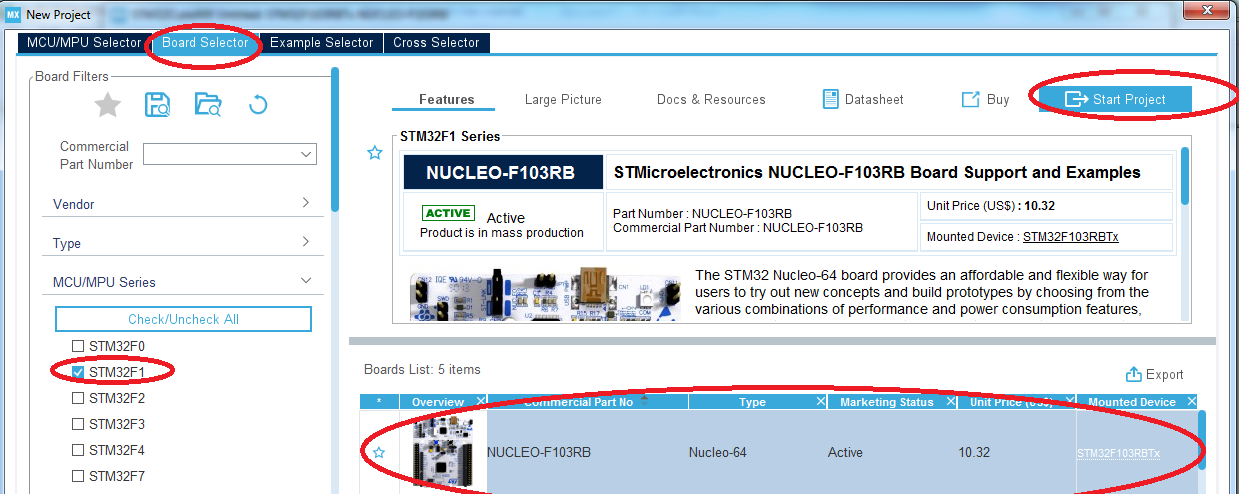 MX New Project
MCU/MPU Selector Board Selector Example Selector Cross Selector
Board Filters
Commercial
Part Number
Vendor
Type
MCU/MPU Series
Check/Uncheck All
STM32F0
STM32F1
STM32F2
STM32F3
STM32F4
STM32F7
Features Large Picture Docs & Resources Datasheet Buy Start Project
STM32F1 Series
NUCLEO-F103RB
STMicroelectronics NUCLEO-F103RB Board Support and Examples
ACTIVE Active
Product is in mass production
Part Number : NUCLEO-F103RB
Commercial Part Number : NUCLEO-F103RB
Unit Price (US$) : 10.32
Mounted Device : STM32F103RBTx
The STM32 Nucleo-64 board provides an affordable and flexible way for
users to try out new concepts and build prototypes by choosing from the
various combinations of performance and power consumption features,
Boards List: 5 items
Export
* Overview Commercial Part No Type Marketing Status Unit Price (US$) Mounted Device
NUCLEO-F103RB Nucleo-64 Active 10.32 STM32F103RBTx